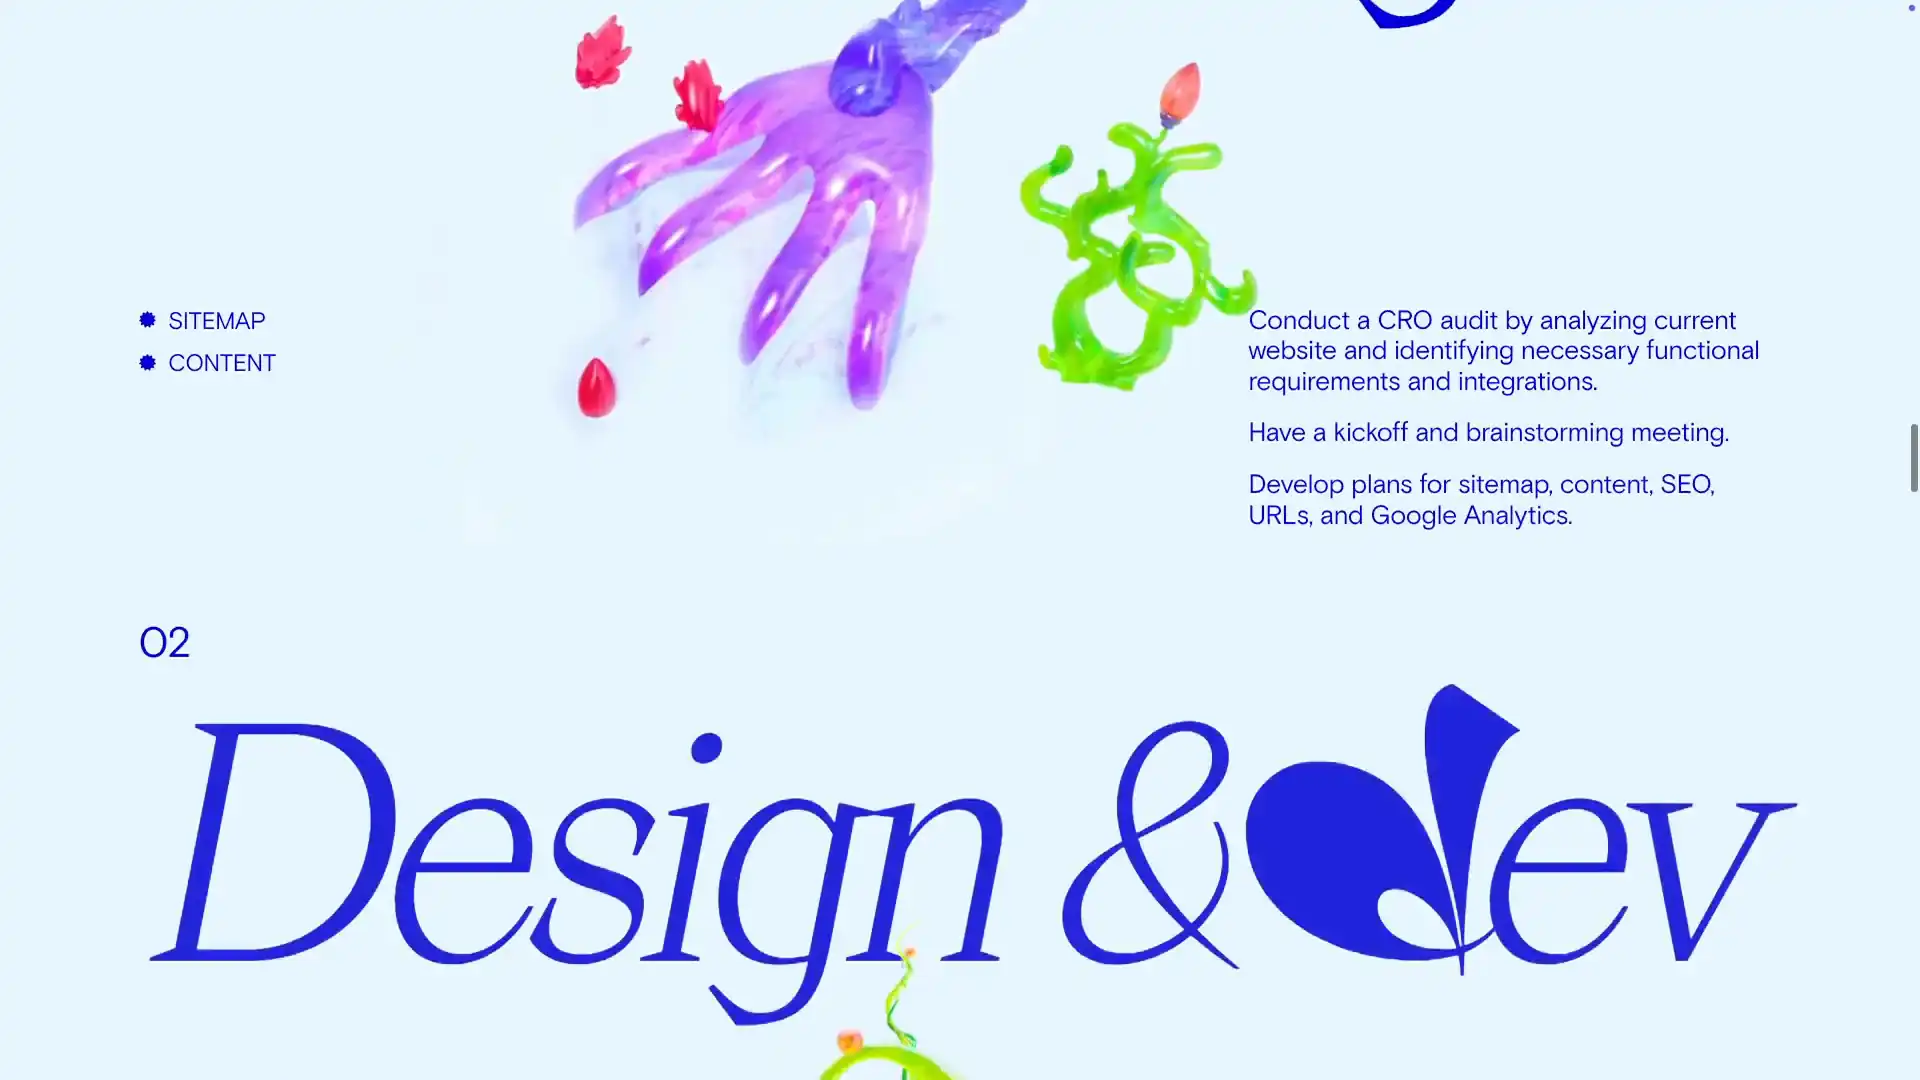 SITEMAP
CONTENT
Conduct a CRO audit by analyzing current
website and identifying necessary functional
requirements and integrations.
Have a kickoff and brainstorming meeting.
Develop plans for sitemap, content, SEO,
URLs, and Google Analytics.
02
Design & dev